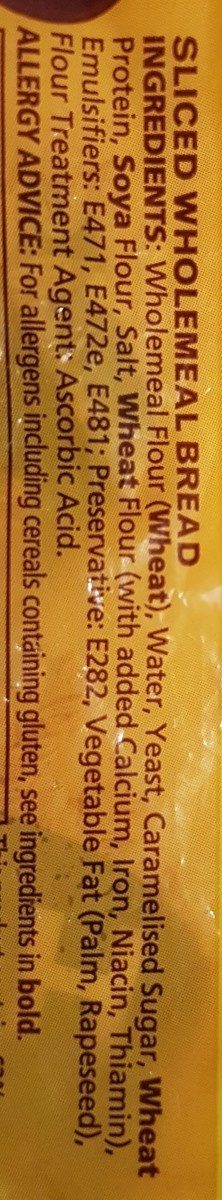 SLICED WHOLEMEAL BREAD
INGREDIENTS: Wholemeal Flour (Wheat), Water, Yeast, Caramelised Sugar, Wheat
Protein, Soya Flour, Salt, Wheat Flour (with added Calcium, Iron, Niacin, Thiamin),
Emulsifiers: E471, E472e, E481; Preservative: E282, Vegetable Fat (Palm, Rapeseed),
Flour Treatment Agent: Ascorbic Acid.
ALLERGY ADVICE: For allergens including cereals containing gluten, see ingredients in bold.